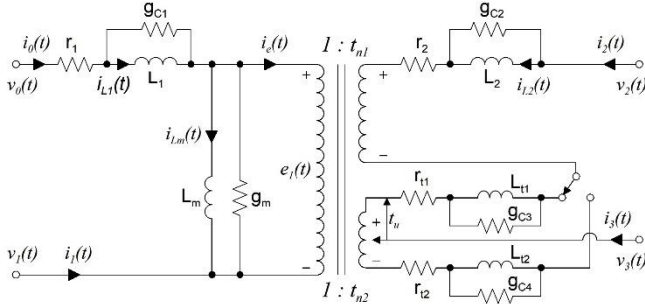 g_C1
g_C2
i_0(t)
r_1
i_e(t)
1 : t_n1
r_2
i_2(t)
v_0(t)
i_L1(t)
L_1
+
+
L_2
i_L2(t)
v_2(t)
i_Lm(t)
e_1(t)
−
L_m
g_m
r_t1
L_t1
t_u
g_C3
i_3(t)
+
v_1(t)
i_1(t)
L_t2
v_3(t)
−
−
1 : t_n2
r_t2
g_C4